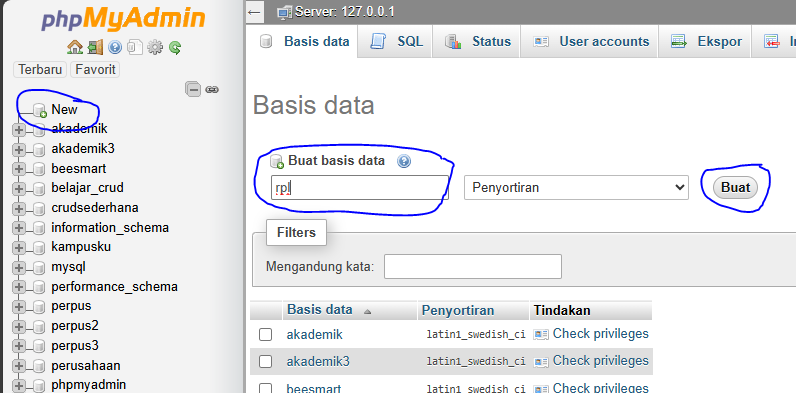 phpMyAdmin
Terbaru Favorit
New
akademik
akademik3
beesmart
belajar_crud
crudsederhana
information_schema
kampusku
mysql
performance_schema
perpus
perpus2
perpus3
perusahaan
phpmyadmin
Server: 127.0.0.1
Basis data SQL Status User accounts Ekspor
Basis data
Buat basis data
rpl Penyortiran Buat
Filters
Mengandung kata:
Basis data Penyortiran Tindakan
akademik latin1_swedish_ci Check privileges
akademik3 latin1_swedish_ci Check privileges
beesmart latin1_swedish_ci Check privileges